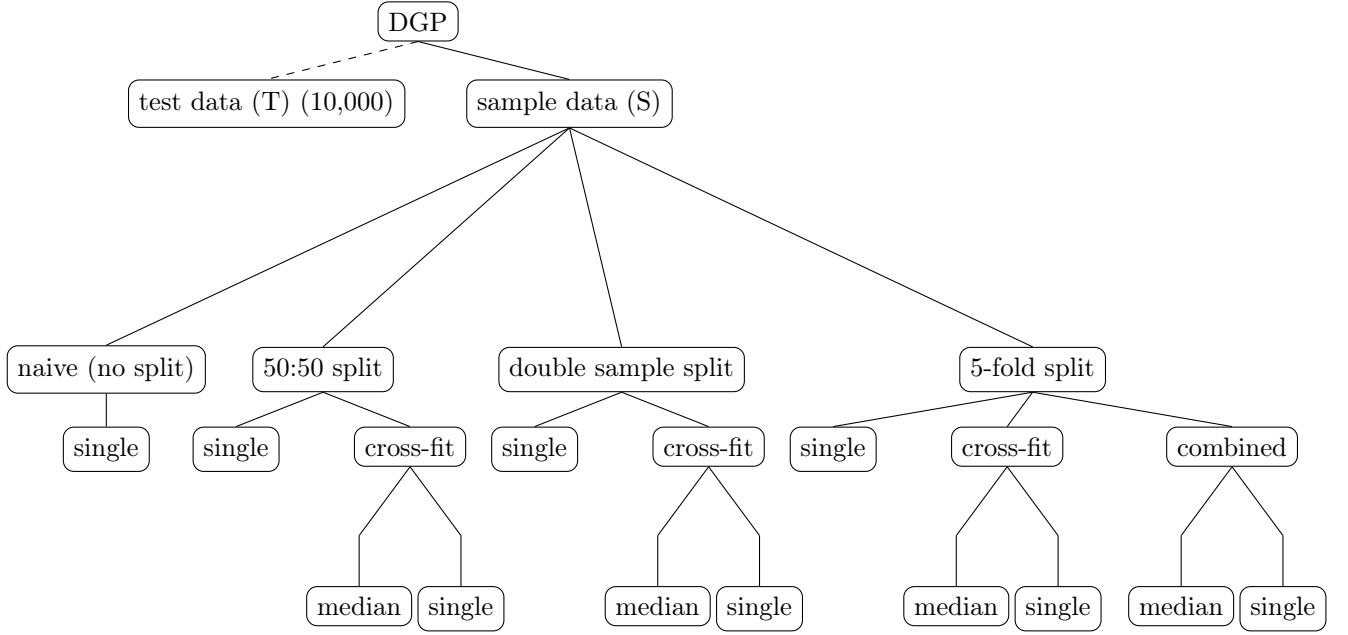 DGP
test data (T) (10,000)
sample data (S)
naive (no split)
50:50 split
double sample split
5-fold split
single
single
cross-fit
single
cross-fit
single
cross-fit
combined
median
single
median
single
median
single
median
single